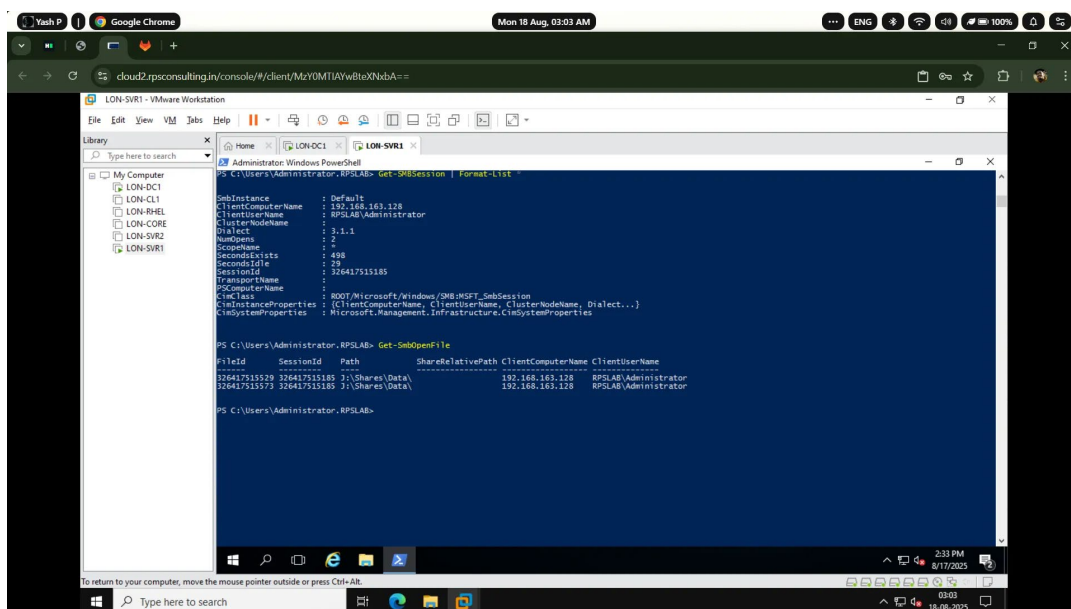 Yash P
Google Chrome
Mon 18 Aug, 03:03 AM
ENG
100%
cloud2.rpsconsulting.in/console/#/client/MzY0MTIAYwBteXNxbA==
LON-SVR1 - VMware Workstation
File Edit View VM Tabs Help
Library
Home
LON-DC1
LON-SVR1
Type here to search
My Computer
LON-DC1
LON-CL1
LON-RHEL
LON-CORE
LON-SVR2
LON-SVR1
Administrator: Windows PowerShell
PS C:\Users\Administrator.RPSLAB> Get-SMBSession | Format-List *
SmbInstance : Default
ClientComputerName : 192.168.163.128
ClientUserName : RPSLAB\Administrator
ClusterNodeName :
Dialect : 3.1.1
NumOpens : 2
ScopeName : *
SecondsExists : 498
SecondsIdle : 29
SessionId : 326417515185
TransportName :
PSComputerName :
CimClass : ROOT/Microsoft/Windows/SMB:MSFT_SmbSession
CimInstanceProperties : {ClientComputerName, ClientUserName, ClusterNodeName, Dialect...}
CimSystemProperties : Microsoft.Management.Infrastructure.CimSystemProperties
PS C:\Users\Administrator.RPSLAB> Get-SmbOpenFile
FileId SessionId Path ShareRelativePath ClientComputerName ClientUserName
------ --------- ---- ----------------- ------------------ --------------
326417515529 326417515185 J:\Shares\Data\ 192.168.163.128 RPSLAB\Administrator
326417515573 326417515185 J:\Shares\Data\ 192.168.163.128 RPSLAB\Administrator
PS C:\Users\Administrator.RPSLAB>
2:33 PM
8/17/2025
To return to your computer, move the mouse pointer outside or press Ctrl+Alt.
Type here to search
03:03
18-08-2025